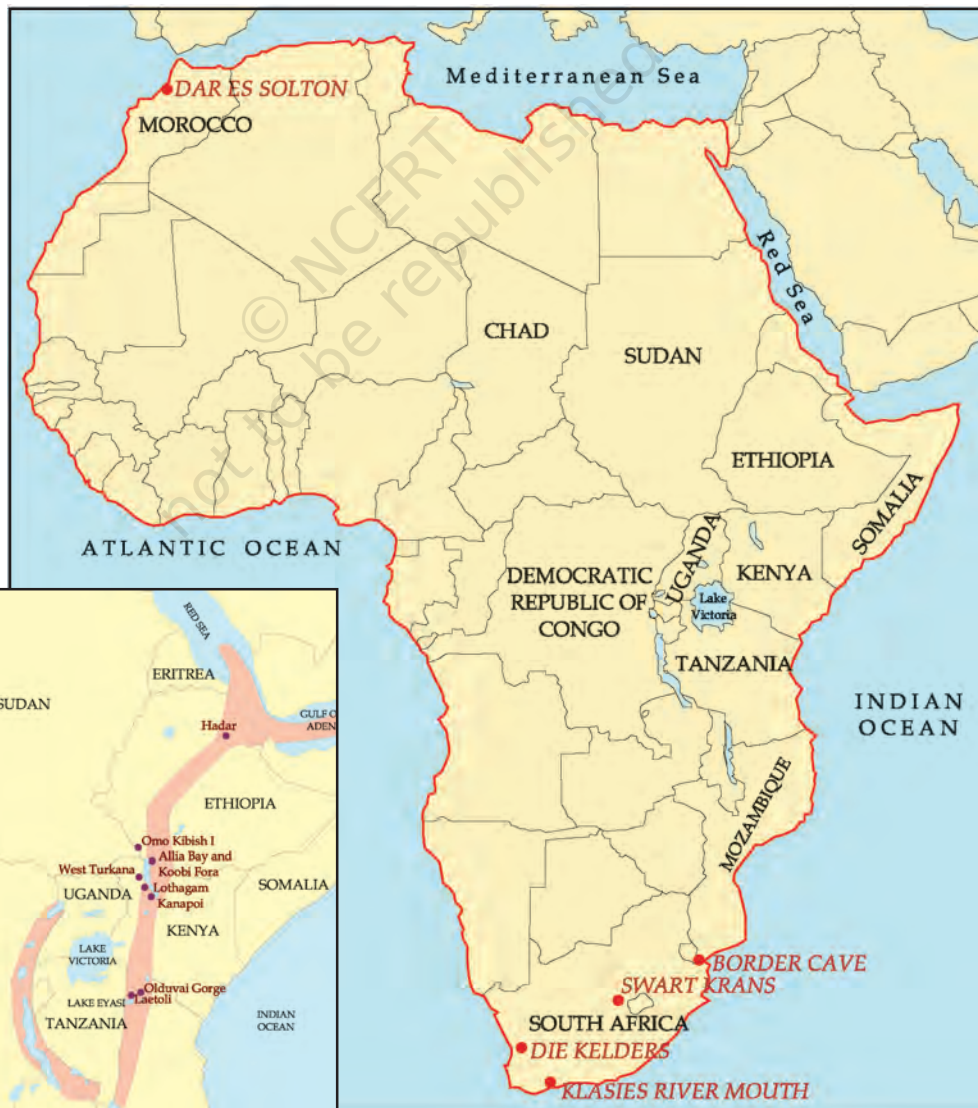 Mediterranean Sea
DAR ES SOLTON
MOROCCO
© NCERT
not to be republished
Red Sea
CHAD
SUDAN
ETHIOPIA
SOMALIA
ATLANTIC OCEAN
UGANDA
KENYA
DEMOCRATIC
REPUBLIC OF
CONGO
Lake
Victoria
TANZANIA
INDIAN
OCEAN
MOZAMBIQUE
BORDER CAVE
SWART KRANS
SOUTH AFRICA
DIE KELDERS
KLASIES RIVER MOUTH
RED SEA
ERITREA
SUDAN
GULF O
ADEN
Hadar
ETHIOPIA
Omo Kibish I
Allia Bay and
Koobi Fora
West Turkana
Lothagam
UGANDA
SOMALIA
Kanapoi
KENYA
LAKE
VICTORIA
Olduvai Gorge
LAKE EYASI
Laetoli
TANZANIA
INDIAN
OCEAN